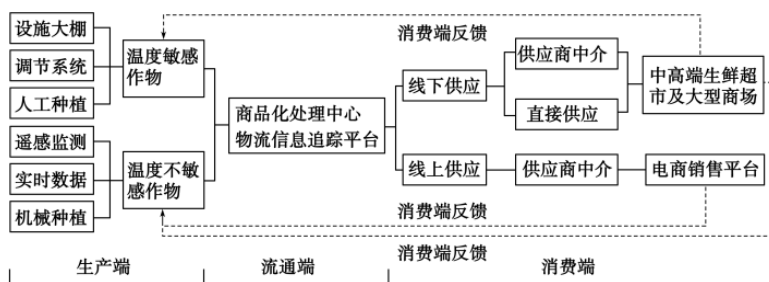 设施大棚
调节系统
人工种植
遥感监测
实时数据
机械种植
温度敏感
作物
温度不敏
感作物
商品化处理中心
物流信息追踪平台
消费端反馈
线下供应
供应商中介
直接供应
中高端生鲜超
市及大型商场
线上供应
供应商中介
电商销售平台
消费端反馈
消费端反馈
生产端
流通端
消费端